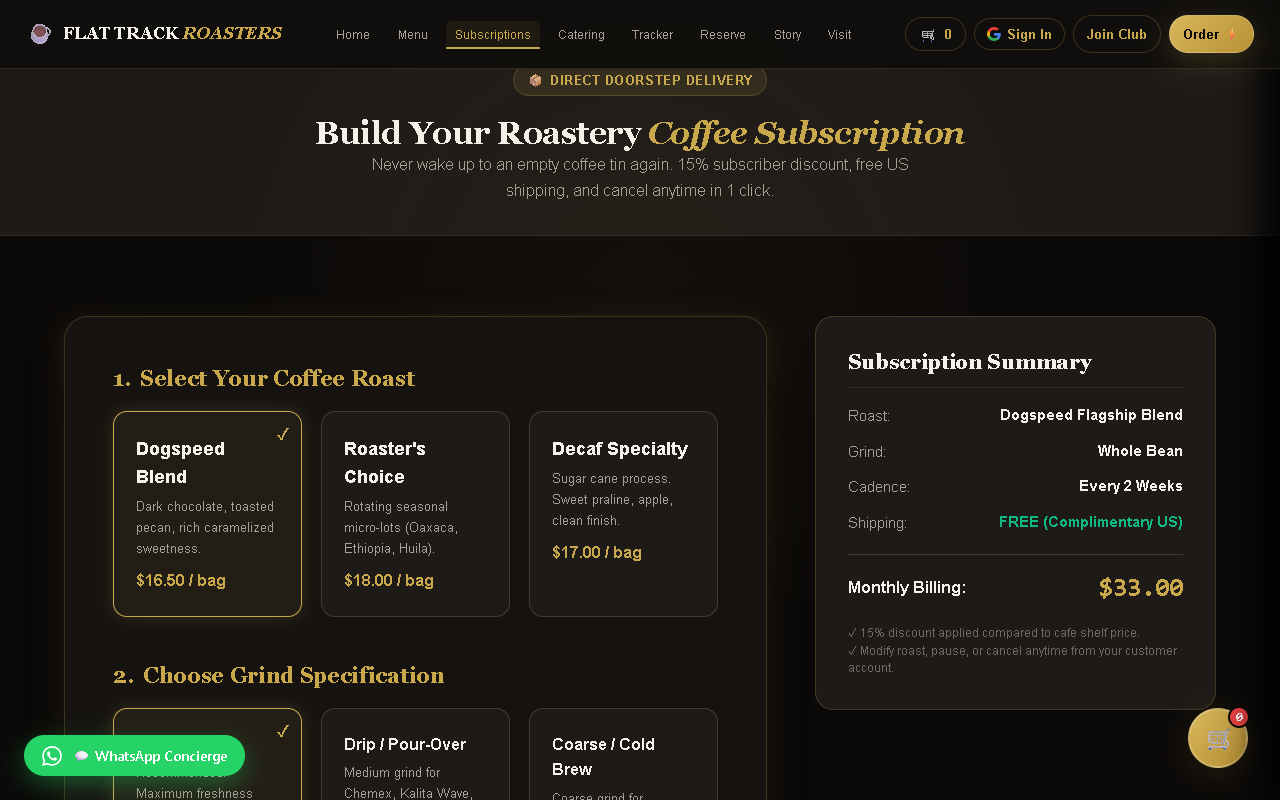 FLAT TRACK ROASTERS
Home
Menu
Subscriptions
Catering
Tracker
Reserve
Story
Visit
0
Sign In
Join Club
Order
DIRECT DOORSTEP DELIVERY
Build Your Roastery Coffee Subscription
Never wake up to an empty coffee tin again. 15% subscriber discount, free US
shipping, and cancel anytime in 1 click.
1. Select Your Coffee Roast
✓
Dogspeed
Blend
Dark chocolate, toasted
pecan, rich caramelized
sweetness.
$16.50 / bag
Roaster's
Choice
Rotating seasonal
micro-lots (Oaxaca,
Ethiopia, Huila).
$18.00 / bag
Decaf Specialty
Sugar cane process.
Sweet praline, apple,
clean finish.
$17.00 / bag
2. Choose Grind Specification
✓
Maximum freshness
Drip / Pour-Over
Medium grind for
Chemex, Kalita Wave,
Coarse / Cold
Brew
Coarse grind for
Subscription Summary
Roast: Dogspeed Flagship Blend
Grind: Whole Bean
Cadence: Every 2 Weeks
Shipping: FREE (Complimentary US)
Monthly Billing: $33.00
✓ 15% discount applied compared to cafe shelf price.
✓ Modify roast, pause, or cancel anytime from your customer
account.
WhatsApp Concierge
0